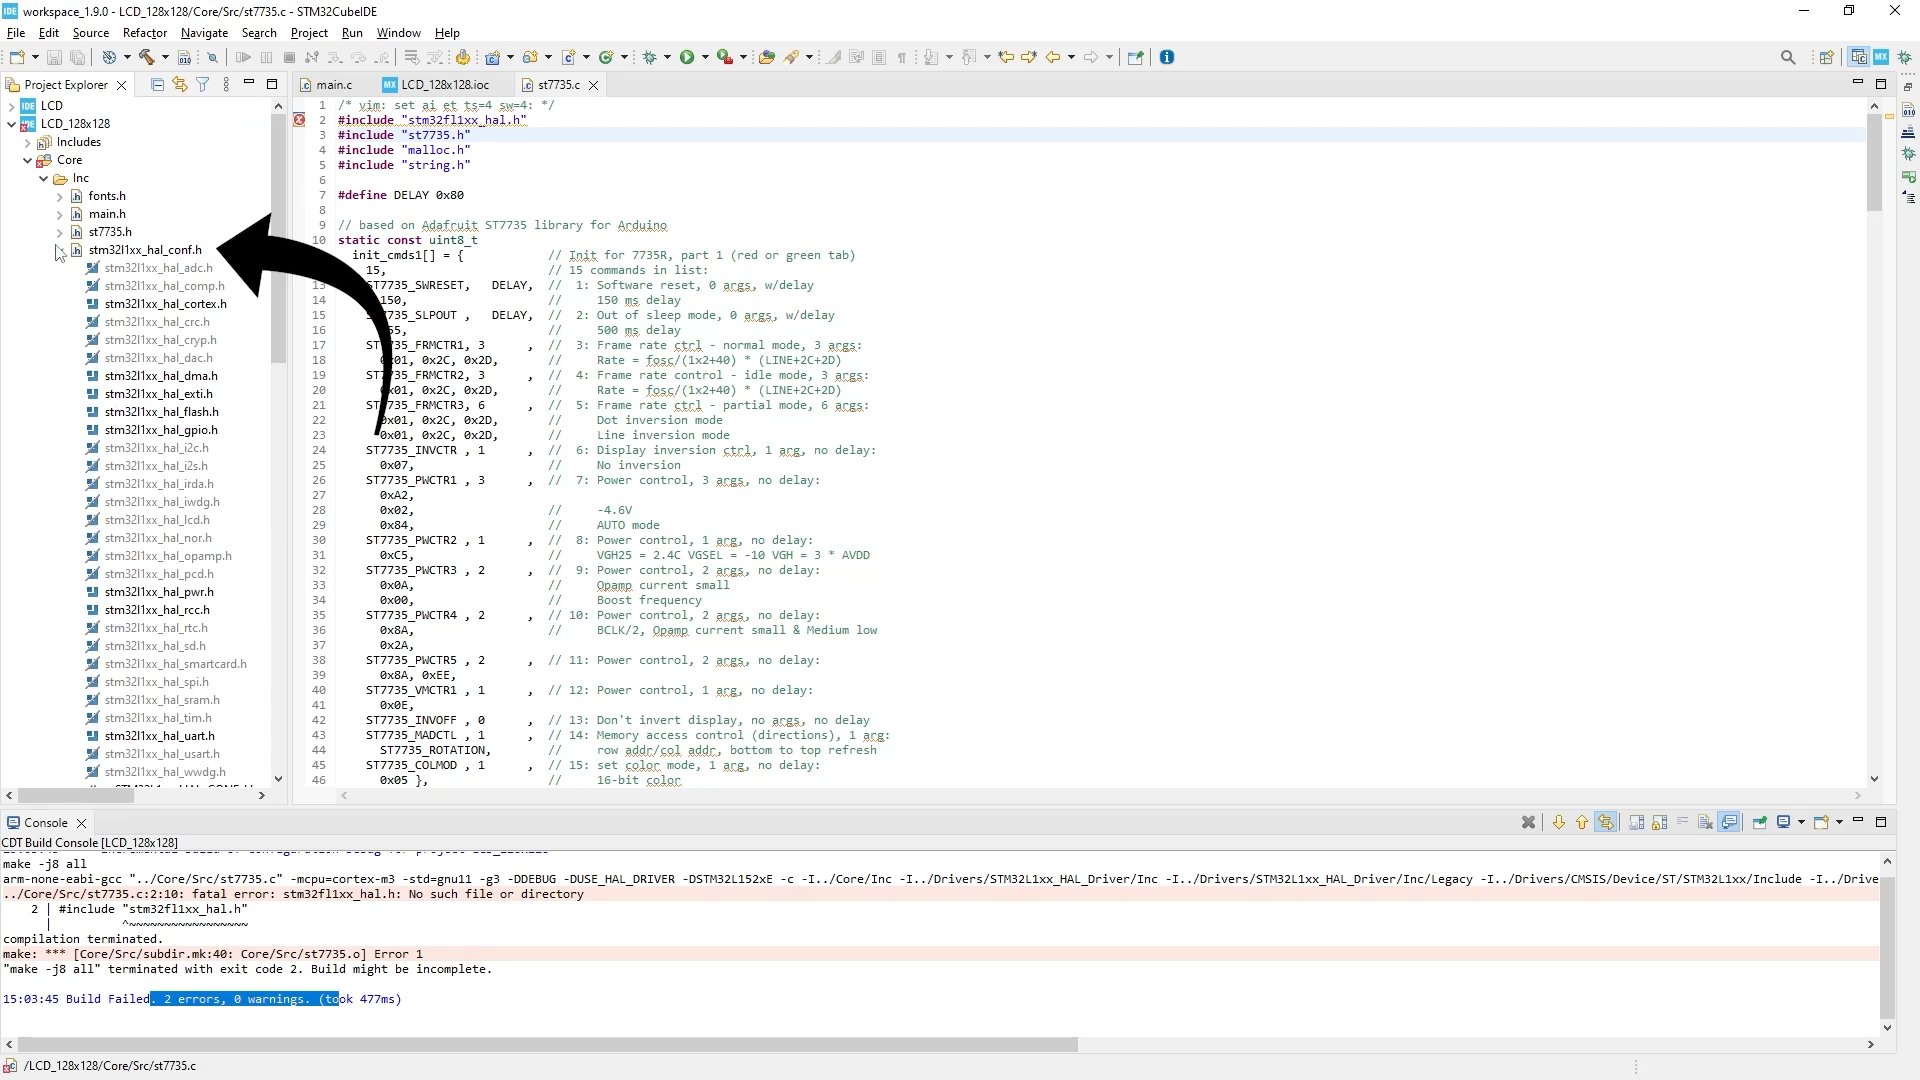 workspace_1.9.0 - LCD_128x128/Core/Src/st7735.c - STM32CubeIDE
File Edit Source Refactor Navigate Search Project Run Window Help
Project Explorer
main.c LCD_128x128.ioc st7735.c
LCD
LCD_128x128
Includes
Core
Inc
fonts.h
main.h
st7735.h
stm32l1xx_hal_conf.h
stm32l1xx_hal_adc.h
stm32l1xx_hal_comp.h
stm32l1xx_hal_cortex.h
stm32l1xx_hal_crc.h
stm32l1xx_hal_cryp.h
stm32l1xx_hal_dac.h
stm32l1xx_hal_dma.h
stm32l1xx_hal_exti.h
stm32l1xx_hal_flash.h
stm32l1xx_hal_gpio.h
stm32l1xx_hal_i2c.h
stm32l1xx_hal_i2s.h
stm32l1xx_hal_irda.h
stm32l1xx_hal_iwdg.h
stm32l1xx_hal_lcd.h
stm32l1xx_hal_nor.h
stm32l1xx_hal_opamp.h
stm32l1xx_hal_pcd.h
stm32l1xx_hal_pwr.h
stm32l1xx_hal_rcc.h
stm32l1xx_hal_rtc.h
stm32l1xx_hal_sd.h
stm32l1xx_hal_smartcard.h
stm32l1xx_hal_spi.h
stm32l1xx_hal_sram.h
stm32l1xx_hal_tim.h
stm32l1xx_hal_uart.h
stm32l1xx_hal_usart.h
stm32l1xx_hal_wwdg.h
1 /* vim: set ai et ts=4 sw=4: */
2 #include "stm32fl1xx_hal.h"
3 #include "st7735.h"
4 #include "malloc.h"
5 #include "string.h"
6
7 #define DELAY 0x80
8
9 // based on Adafruit ST7735 library for Arduino
10 static const uint8_t
init_cmds1[] = { // Init for 7735R, part 1 (red or green tab)
15, // 15 commands in list:
13 ST7735_SWRESET, DELAY, // 1: Software reset, 0 args, w/delay
14 150, // 150 ms delay
15 735_SLPOUT , DELAY, // 2: Out of sleep mode, 0 args, w/delay
16 55, // 500 ms delay
17 ST7735_FRMCTR1, 3 , // 3: Frame rate ctrl - normal mode, 3 args:
18 0x01, 0x2C, 0x2D, // Rate = fosc/(1x2+40) * (LINE+2C+2D)
19 ST7735_FRMCTR2, 3 , // 4: Frame rate control - idle mode, 3 args:
20 0x01, 0x2C, 0x2D, // Rate = fosc/(1x2+40) * (LINE+2C+2D)
21 ST7735_FRMCTR3, 6 , // 5: Frame rate ctrl - partial mode, 6 args:
22 0x01, 0x2C, 0x2D, // Dot inversion mode
23 0x01, 0x2C, 0x2D, // Line inversion mode
24 ST7735_INVCTR , 1 , // 6: Display inversion ctrl, 1 arg, no delay:
25 0x07, // No inversion
26 ST7735_PWCTR1 , 3 , // 7: Power control, 3 args, no delay:
27 0xA2,
28 0x02, // -4.6V
29 0x84, // AUTO mode
30 ST7735_PWCTR2 , 1 , // 8: Power control, 1 arg, no delay:
31 0xC5, // VGH25 = 2.4C VGSEL = -10 VGH = 3 * AVDD
32 ST7735_PWCTR3 , 2 , // 9: Power control, 2 args, no delay:
33 0x0A, // Opamp current small
34 0x00, // Boost frequency
35 ST7735_PWCTR4 , 2 , // 10: Power control, 2 args, no delay:
36 0x8A, // BCLK/2, Opamp current small & Medium low
37 0x2A,
38 ST7735_PWCTR5 , 2 , // 11: Power control, 2 args, no delay:
39 0x8A, 0xEE,
40 ST7735_VMCTR1 , 1 , // 12: Power control, 1 arg, no delay:
41 0x0E,
42 ST7735_INVOFF , 0 , // 13: Don't invert display, no args, no delay
43 ST7735_MADCTL , 1 , // 14: Memory access control (directions), 1 arg:
44 ST7735_ROTATION, // row addr/col addr, bottom to top refresh
45 ST7735_COLMOD , 1 , // 15: set color mode, 1 arg, no delay:
46 0x05 }, // 16-bit color
Console
CDT Build Console [LCD_128x128]
make -j8 all
arm-none-eabi-gcc "../Core/Src/st7735.c" -mcpu=cortex-m3 -std=gnu11 -g3 -DDEBUG -DUSE_HAL_DRIVER -DSTM32L152xE -c -I../Core/Inc -I../Drivers/STM32L1xx_HAL_Driver/Inc -I../Drivers/STM32L1xx_HAL_Driver/Inc/Legacy -I../Drivers/CMSIS/Device/ST/STM32L1xx/Include -I../Drive
../Core/Src/st7735.c:2:10: fatal error: stm32fl1xx_hal.h: No such file or directory
2 | #include "stm32fl1xx_hal.h"
| ^~~~~~~~~~~~~~~~~~
compilation terminated.
make: *** [Core/Src/subdir.mk:40: Core/Src/st7735.o] Error 1
"make -j8 all" terminated with exit code 2. Build might be incomplete.
15:03:45 Build Failed. 2 errors, 0 warnings. (took 477ms)
/LCD_128x128/Core/Src/st7735.c